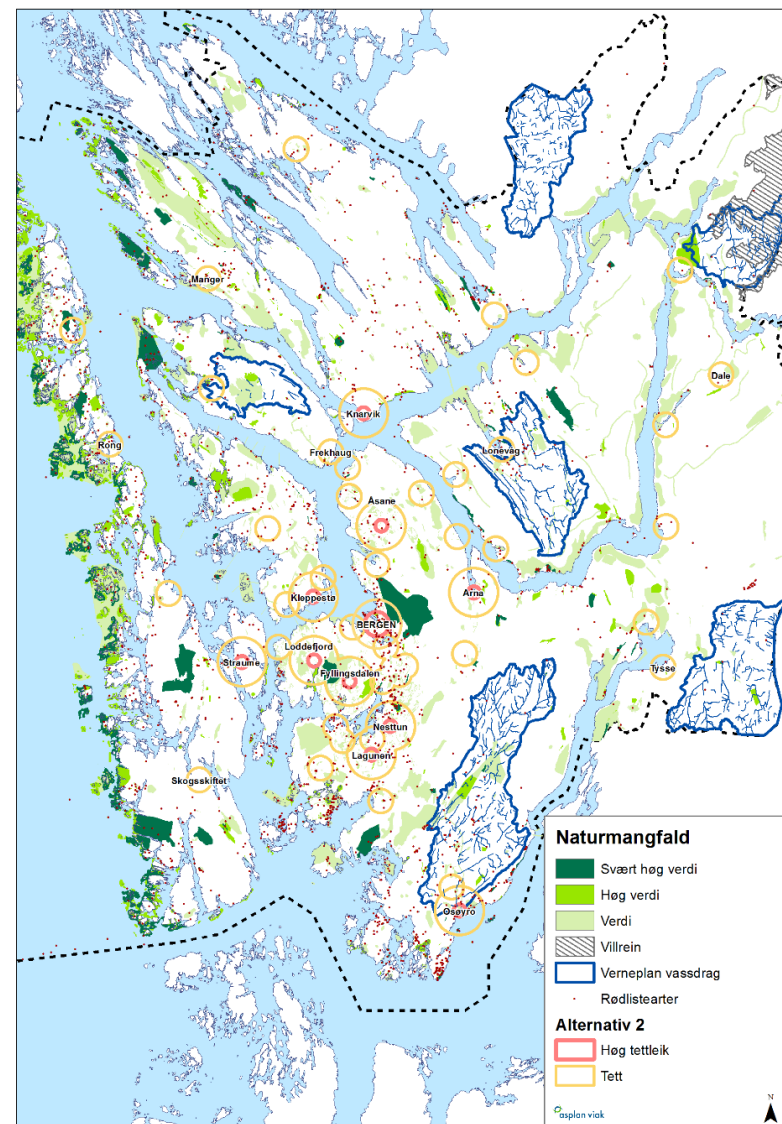 Manger
Dale
Knarvik
Rong
Frekhaug
Lonevåg
Åsane
Kleppestø
Arna
BERGEN
Loddefjord
Straume
Fyllingsdalen
Tysse
Nesttun
Lagunen
Skogsskiftet
Osøyro
Naturmangfald
Svært høg verdi
Høg verdi
Verdi
Villrein
Verneplan vassdrag
Rødlistearter
Alternativ 2
Høg tettleik
Tett
asplan viak
N